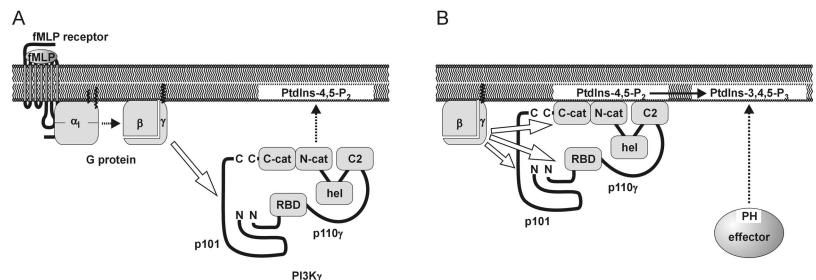 A
fMLP receptor
fMLP
PtdIns-4,5-P2
αi
β
γ
G protein
C C C-cat N-cat C2
hel
RBD
N N
p110γ
p101
PI3Kγ
B
PtdIns-4,5-P2
PtdIns-3,4,5-P3
β
γ
C C C-cat N-cat C2
hel
RBD
N N
p110γ
p101
PH
effector